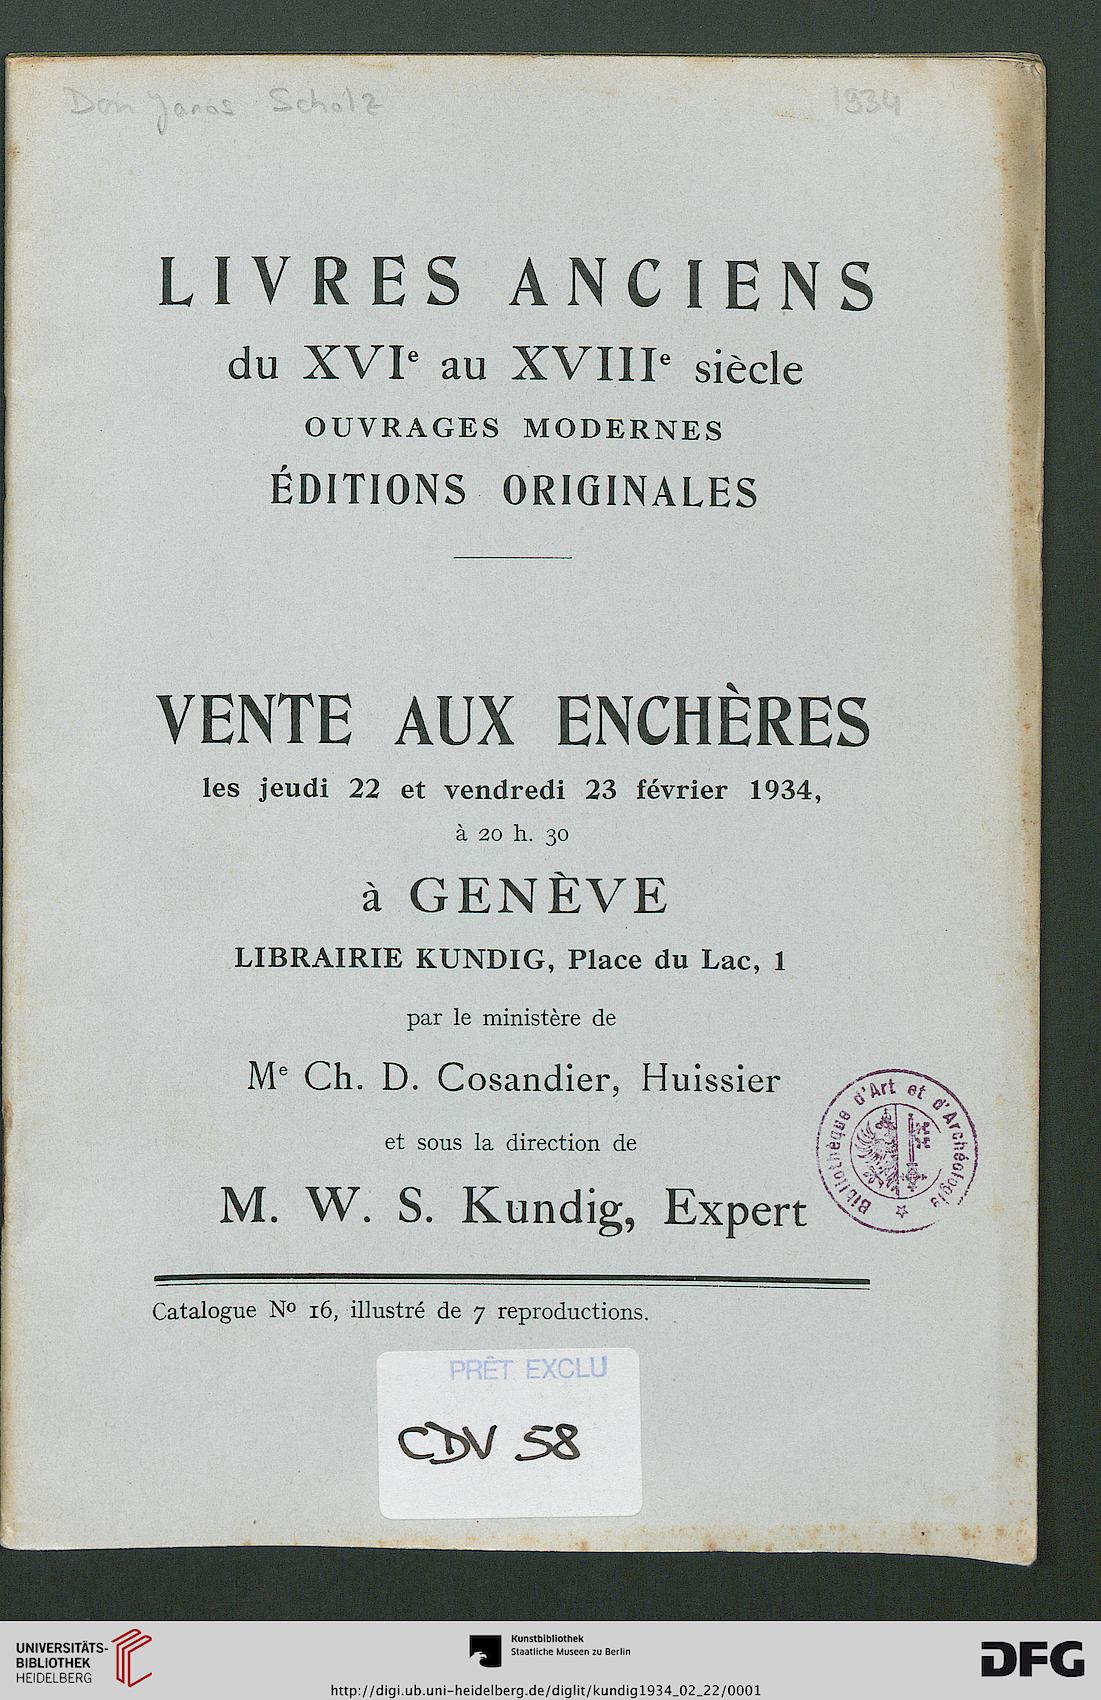 Don Janos Scholz
1934
LIVRES ANCIENS
du XVIe au XVIIIe siècle
OUVRAGES MODERNES
ÉDITIONS ORIGINALES
VENTE AUX ENCHÈRES
les jeudi 22 et vendredi 23 février 1934,
à 20 h. 30
à GENÈVE
LIBRAIRIE KUNDIG, Place du Lac, 1
par le ministère de
Me Ch. D. Cosandier, Huissier
et sous la direction de
M. W. S. Kundig, Expert
Bibliothèque d'Art et d'Archéologie
Catalogue No 16, illustré de 7 reproductions.
PRÊT EXCLU
CDV 58
UNIVERSITÄTS-
BIBLIOTHEK
HEIDELBERG
Kunstbibliothek
Staatliche Museen zu Berlin
DFG
http://digi.ub.uni-heidelberg.de/diglit/kundig1934_02_22/0001